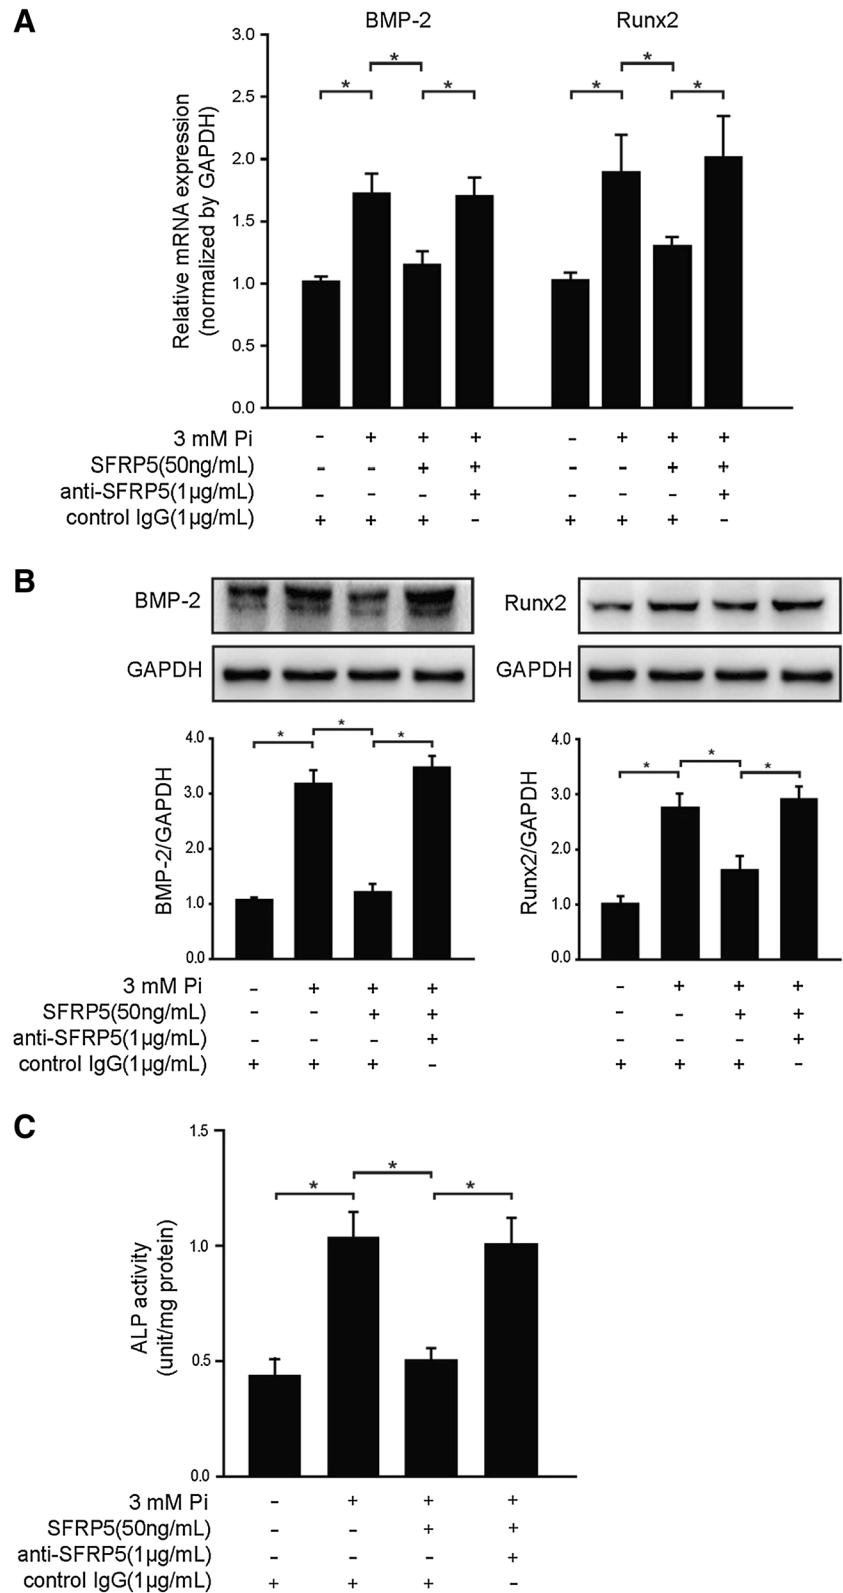 A
BMP-2 Runx2
* * * * * *
3.0
2.5
2.0
1.5
1.0
0.5
0.0
Relative mRNA expression
(normalized by GAPDH)
3 mM Pi - + + + - + + +
SFRP5(50ng/mL) - - + + - - + +
anti-SFRP5(1μg/mL) - - - + - - - +
control IgG(1μg/mL) + + + - + + + -
B
BMP-2 Runx2
GAPDH GAPDH
* * * * * *
4.0
3.0
2.0
1.0
0.0
BMP-2/GAPDH
4.0
3.0
2.0
1.0
0.0
Runx2/GAPDH
3 mM Pi - + + + - + + +
SFRP5(50ng/mL) - - + + - - + +
anti-SFRP5(1μg/mL) - - - + - - - +
control IgG(1μg/mL) + + + - + + + -
C
* * *
1.5
1.0
0.5
0.0
ALP activity
(unit/mg protein)
3 mM Pi - + + +
SFRP5(50ng/mL) - - + +
anti-SFRP5(1μg/mL) - - - +
control IgG(1μg/mL) + + + -